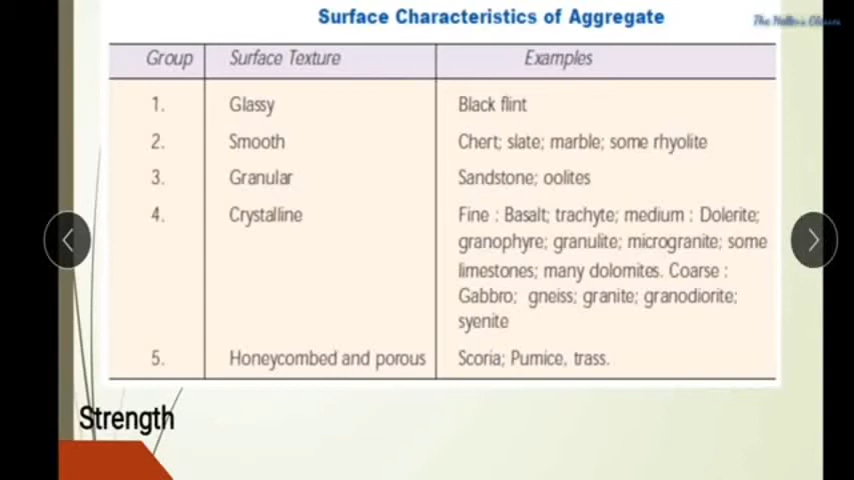 Surface Characteristics of Aggregate
Group Surface Texture Examples
1. Glassy Black flint
2. Smooth Chert; slate; marble; some rhyolite
3. Granular Sandstone; oolites
4. Crystalline Fine : Basalt; trachyte; medium : Dolerite;
granophyre; granulite; microgranite; some
limestones; many dolomites. Coarse :
Gabbro; gneiss; granite; granodiorite;
syenite
5. Honeycombed and porous Scoria; Pumice, trass.
Strength